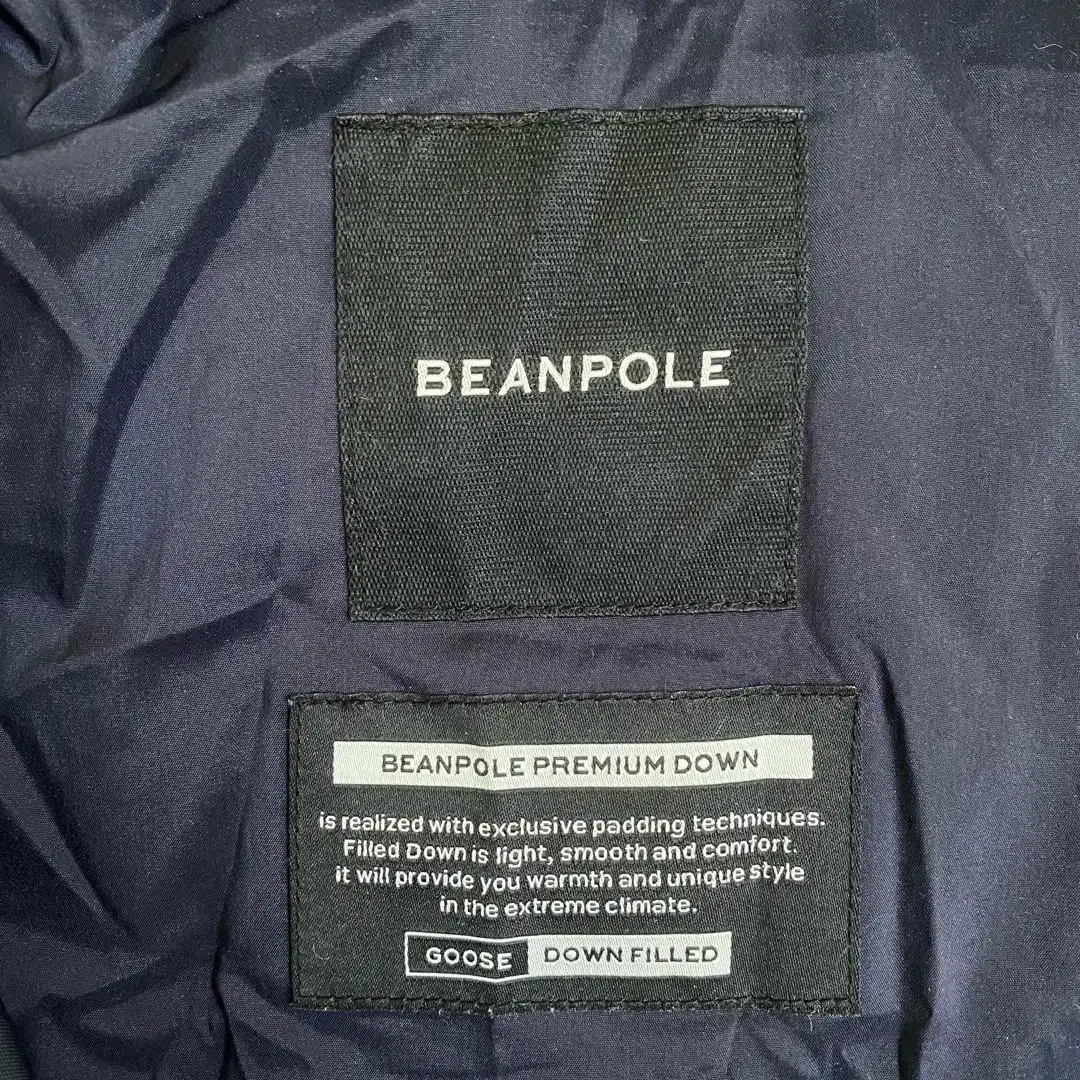 BEANPOLE
BEANPOLE PREMIUM DOWN
is realized with exclusive padding techniques.
Filled Down is light, smooth and comfort.
it will provide you warmth and unique style
in the extreme climate.
GOOSE DOWN FILLED